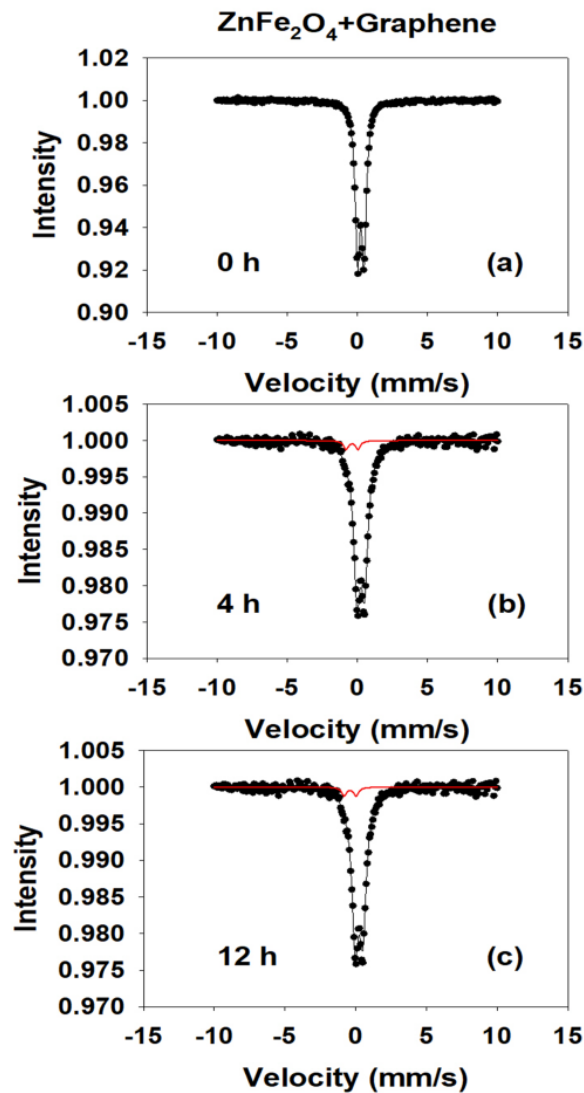 ZnFe₂O₄+Graphene
1.02
1.00
0.98
0.96
0.94
0.92
0.90
Intensity
0 h
(a)
-15 -10 -5 0 5 10 15
Velocity (mm/s)
1.005
1.000
0.995
0.990
0.985
0.980
0.975
0.970
Intensity
4 h
(b)
-15 -10 -5 0 5 10 15
Velocity (mm/s)
1.005
1.000
0.995
0.990
0.985
0.980
0.975
0.970
Intensity
12 h
(c)
-15 -10 -5 0 5 10 15
Velocity (mm/s)